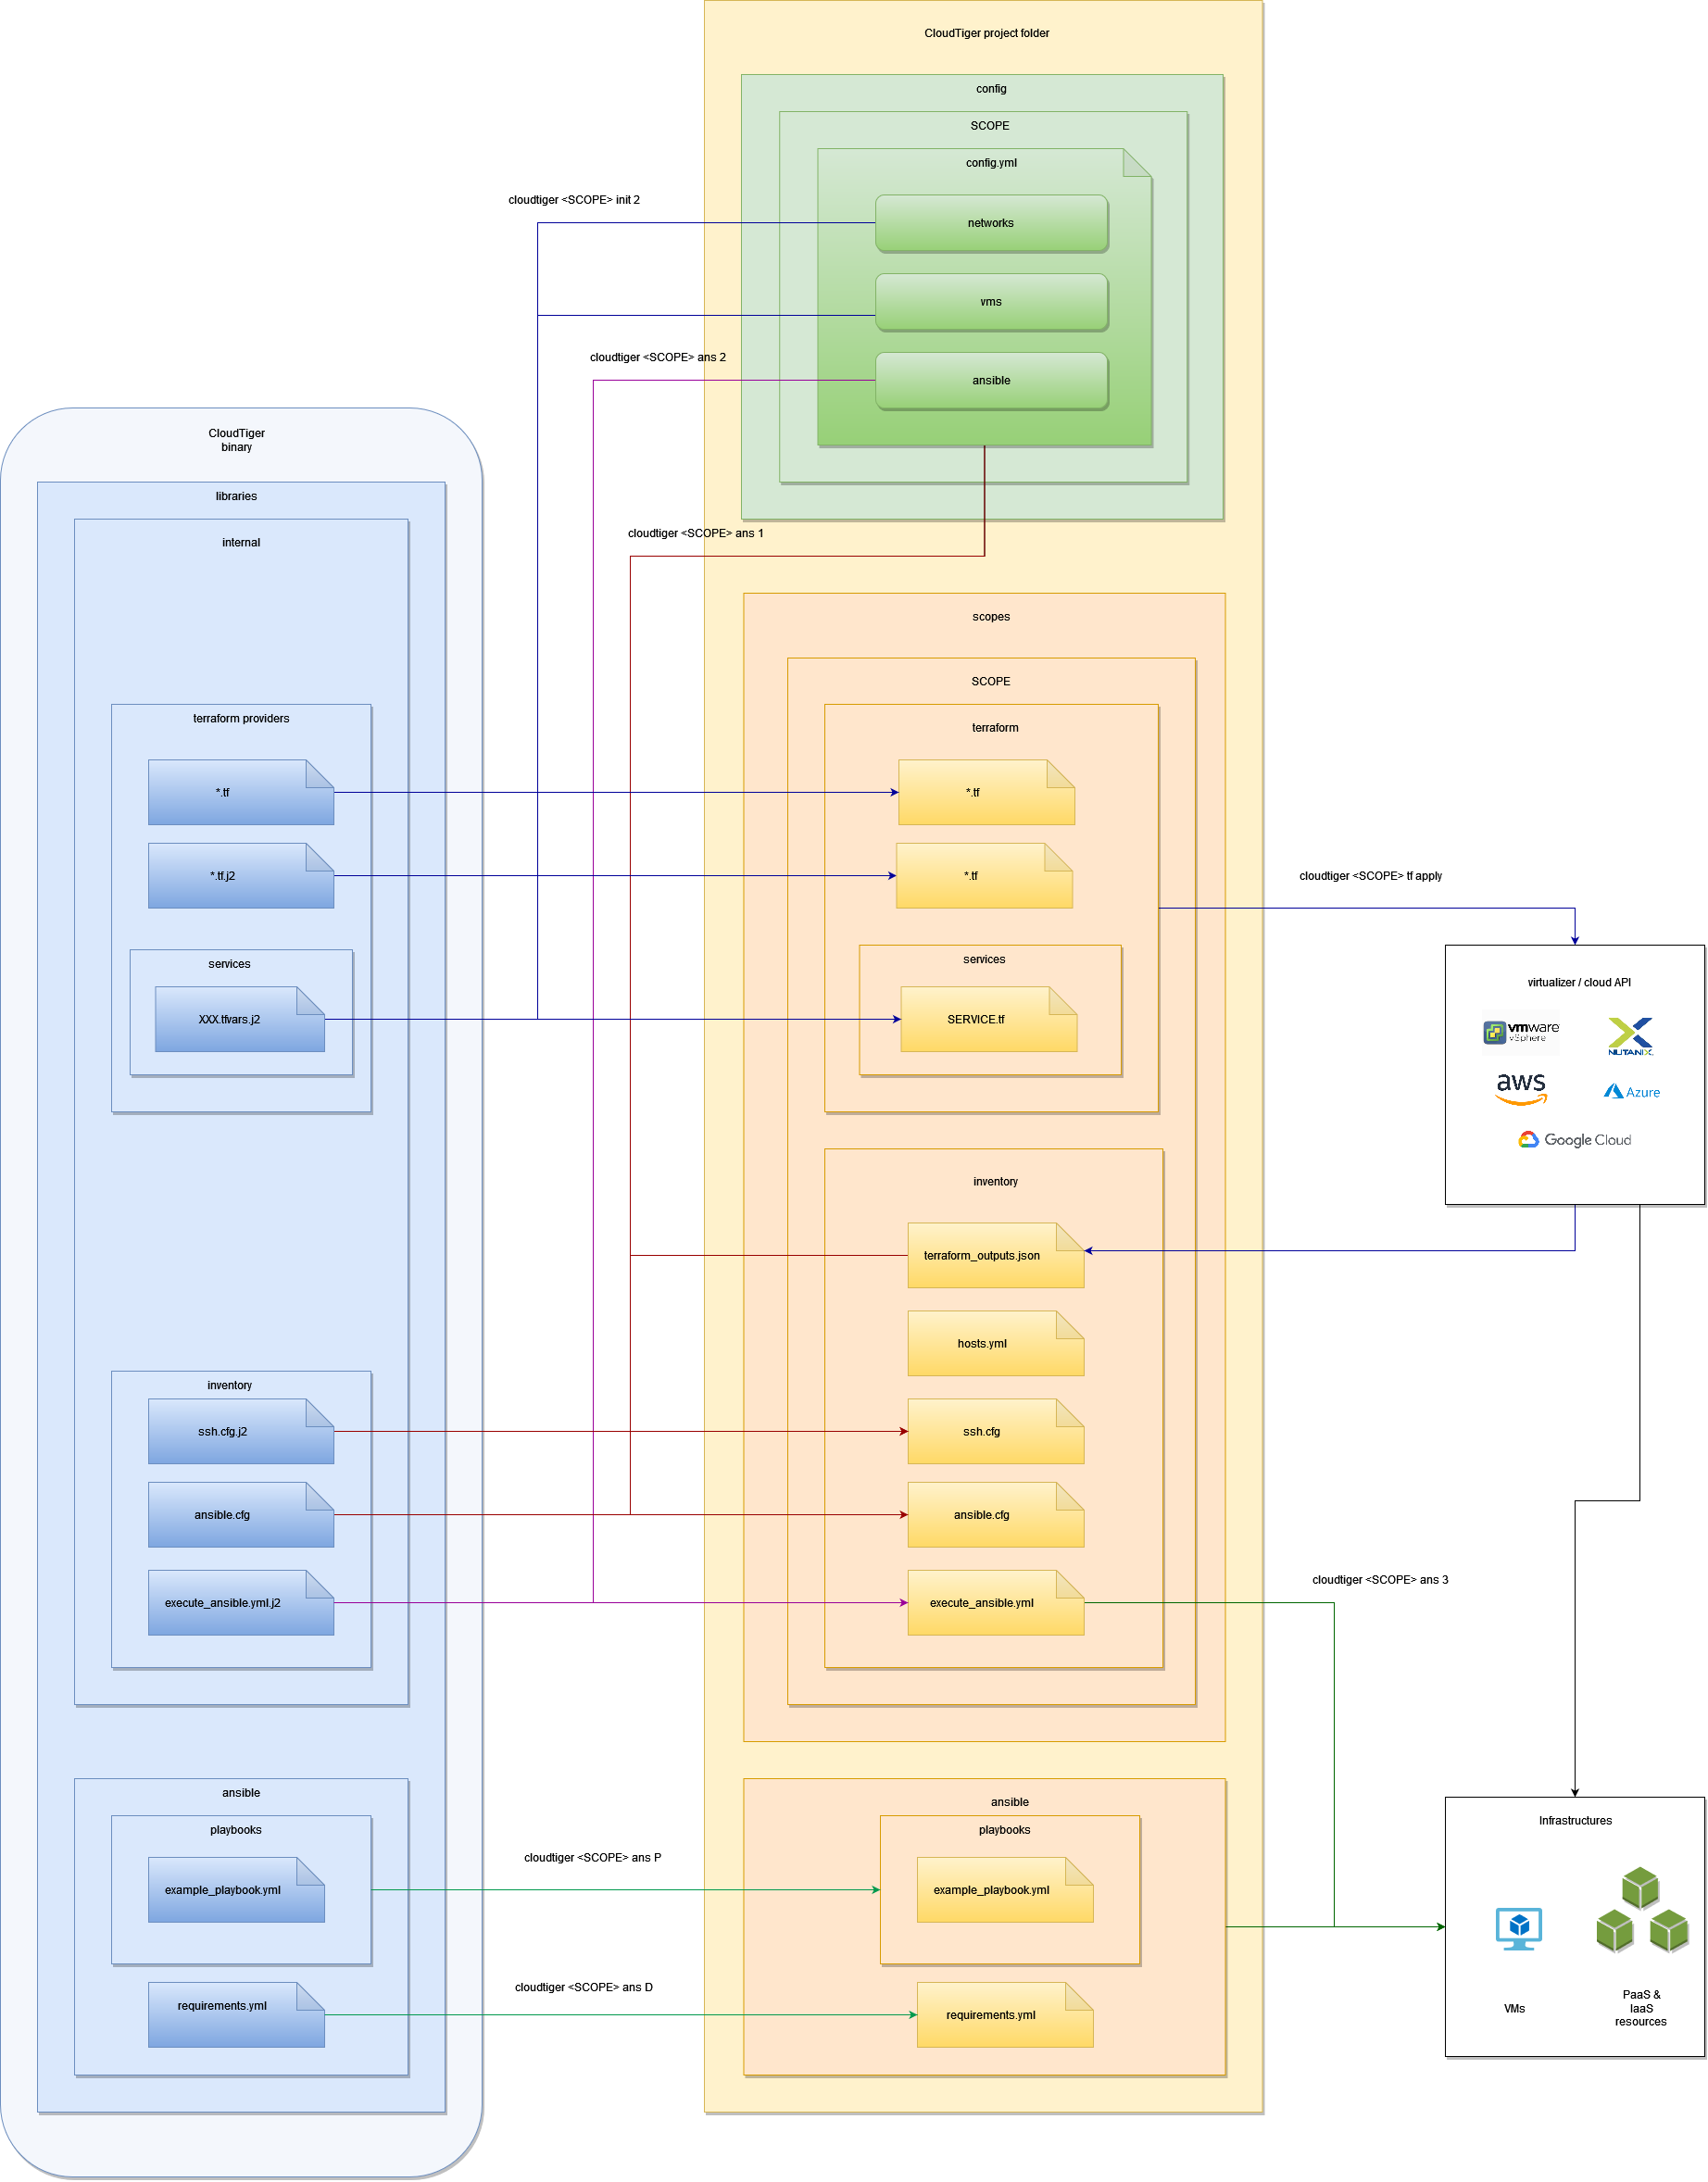 CloudTiger project folder
config
SCOPE
config.yml
cloudtiger <SCOPE> init 2
networks
vms
cloudtiger <SCOPE> ans 2
ansible
CloudTiger
binary
libraries
internal
cloudtiger <SCOPE> ans 1
scopes
SCOPE
terraform providers
terraform
*.tf
*.tf
*.tf.j2
*.tf
cloudtiger <SCOPE> tf apply
services
services
XXX.tfvars.j2
SERVICE.tf
virtualizer / cloud API
vmware
vSphere
NUTANIX
aws
Azure
Google Cloud
inventory
terraform_outputs.json
hosts.yml
inventory
ssh.cfg.j2
ssh.cfg
ansible.cfg
ansible.cfg
execute_ansible.yml.j2
execute_ansible.yml
cloudtiger <SCOPE> ans 3
ansible
ansible
playbooks
playbooks
Infrastructures
cloudtiger <SCOPE> ans P
example_playbook.yml
example_playbook.yml
cloudtiger <SCOPE> ans D
requirements.yml
requirements.yml
VMs
PaaS &
IaaS
resources